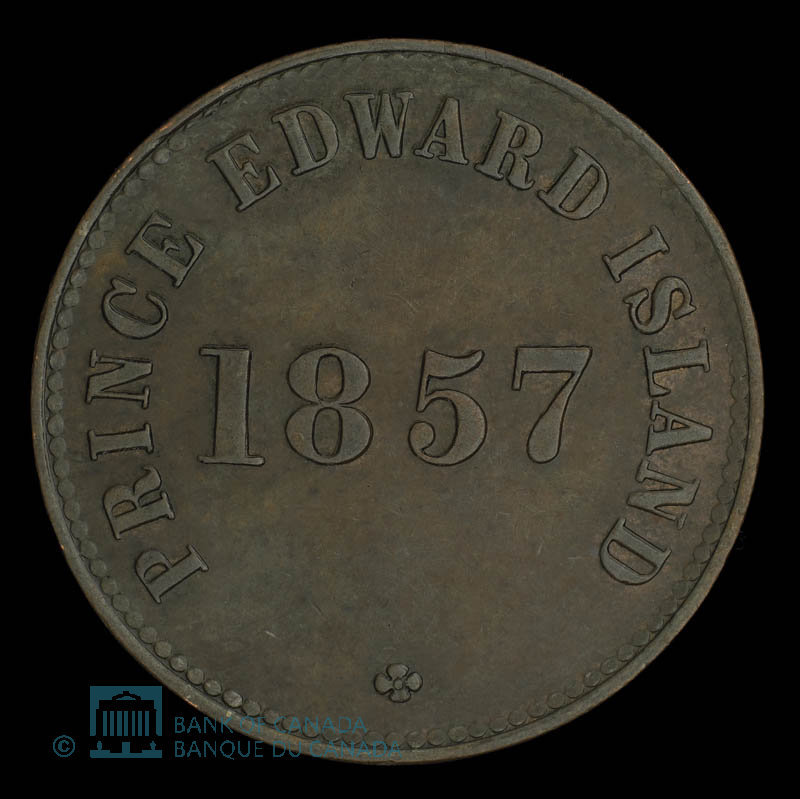 PRINCE EDWARD ISLAND
1857
© BANK OF CANADA
BANQUE DU CANADA